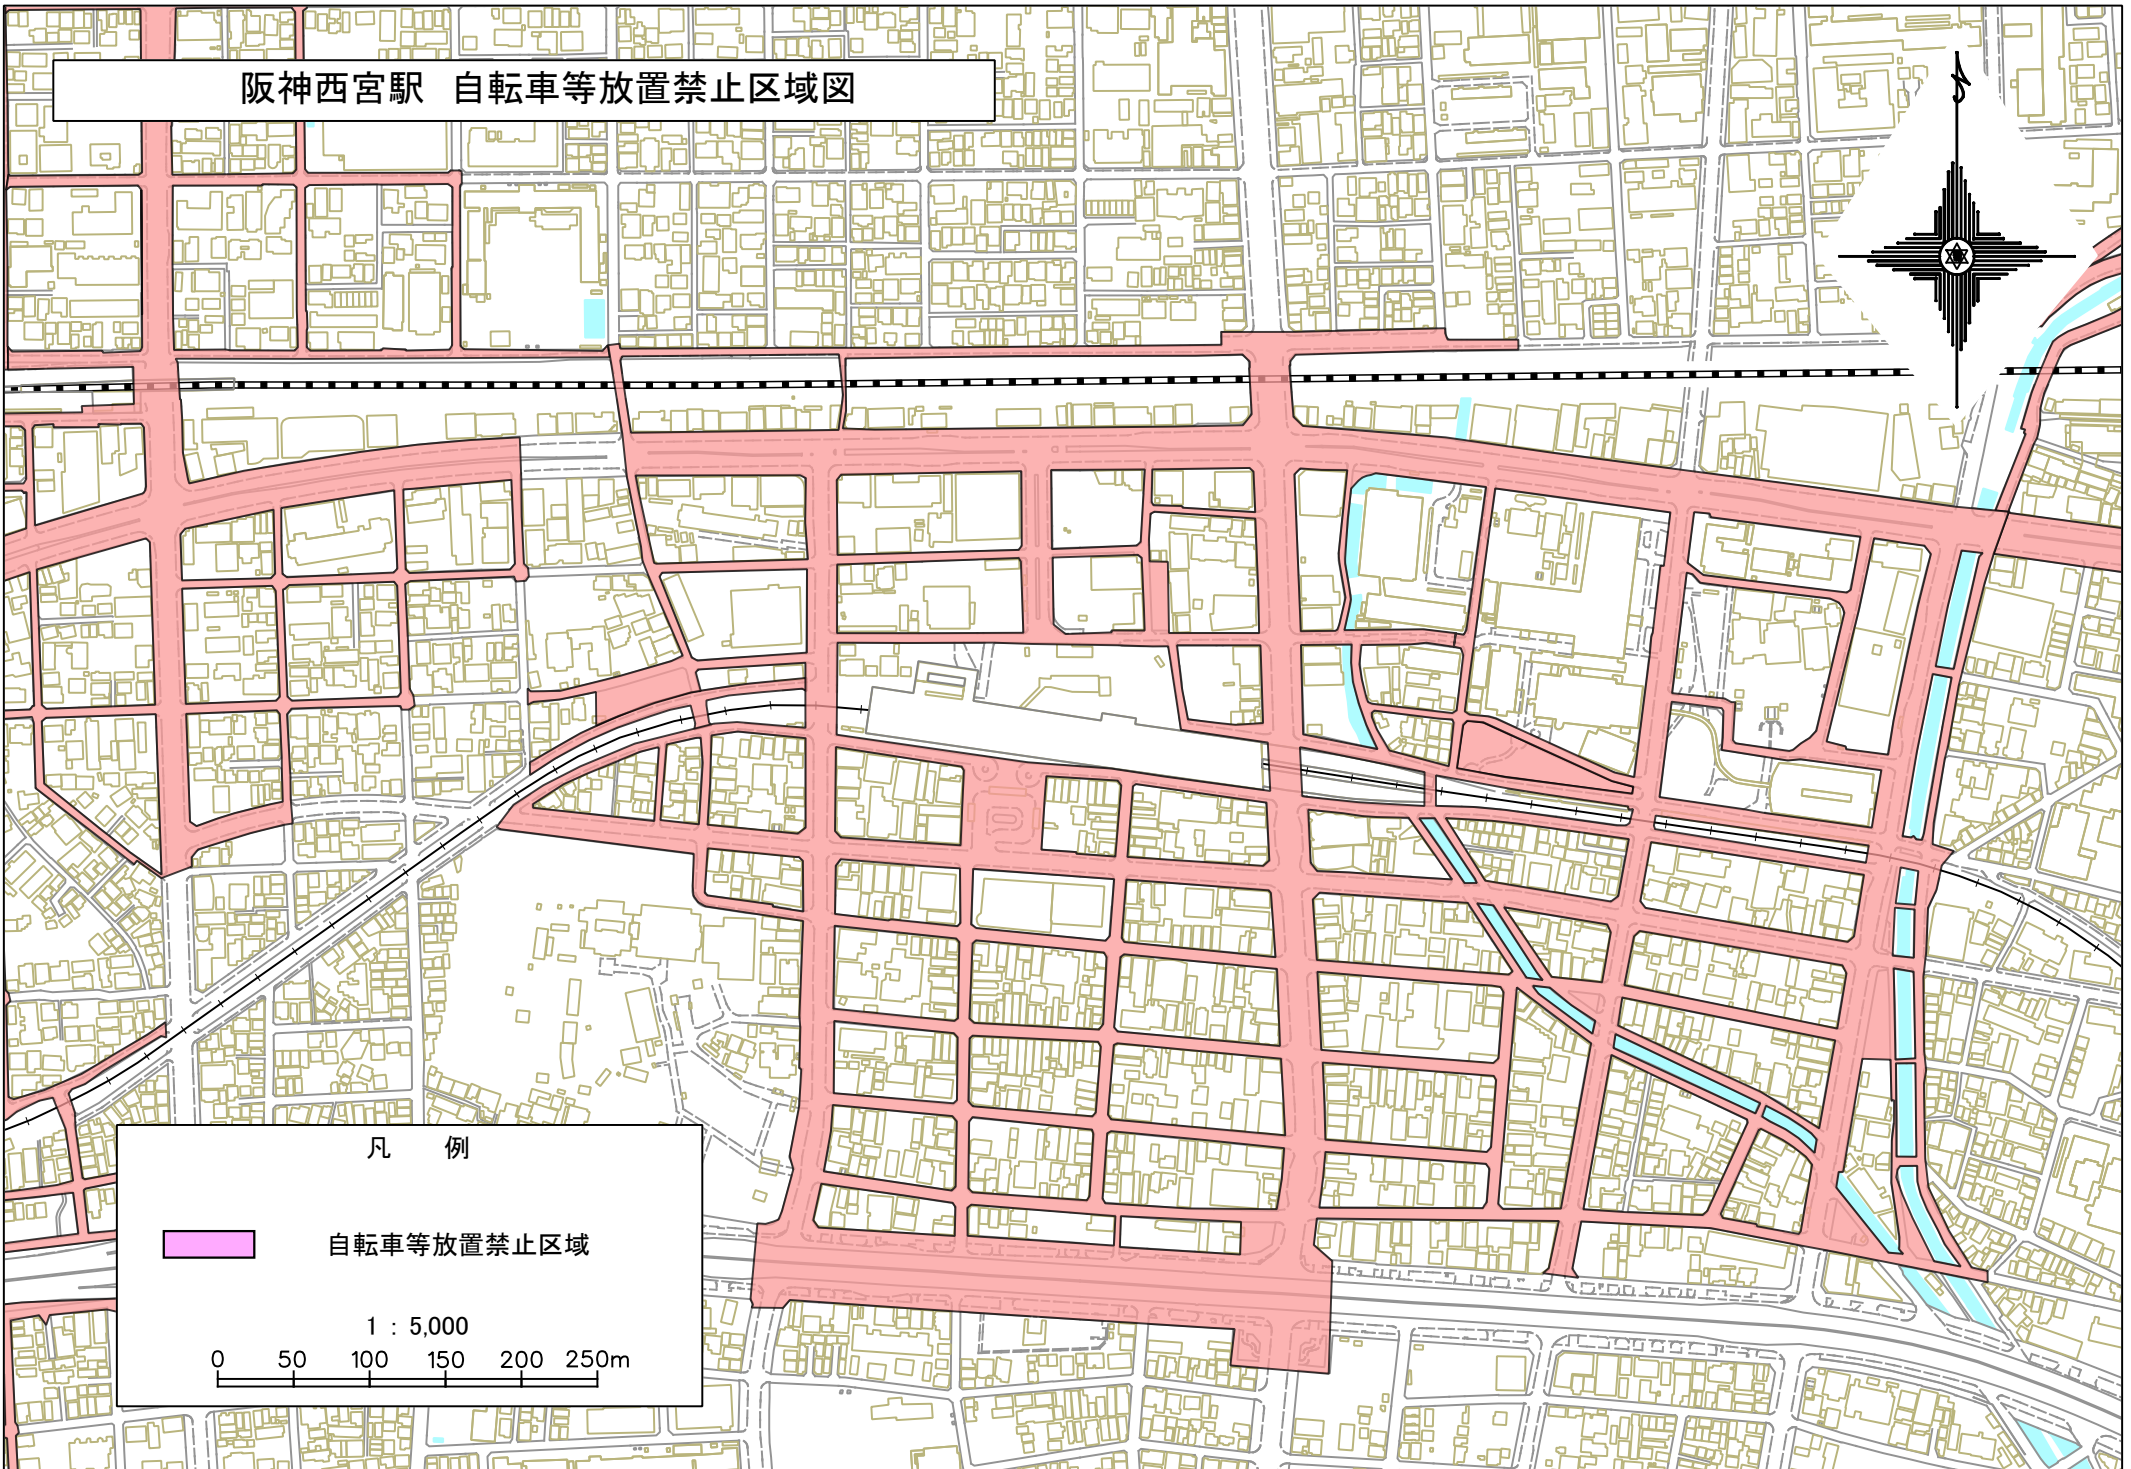 阪神西宮駅　自転車等放置禁止区域図
N
凡　例
自転車等放置禁止区域
1 : 5,000
0 50 100 150 200 250m